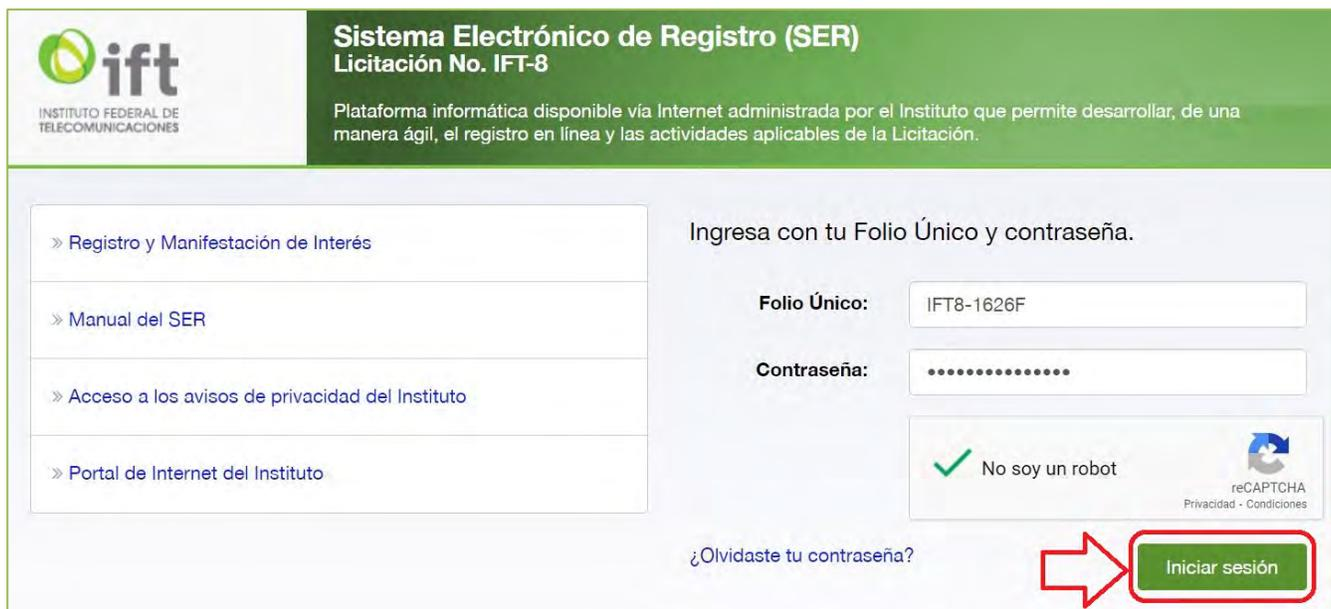 ift
INSTITUTO FEDERAL DE
TELECOMUNICACIONES
Sistema Electrónico de Registro (SER)
Licitación No. IFT-8
Plataforma informática disponible vía Internet administrada por el Instituto que permite desarrollar, de una
manera ágil, el registro en línea y las actividades aplicables de la Licitación.
» Registro y Manifestación de Interés
» Manual del SER
» Acceso a los avisos de privacidad del Instituto
» Portal de Internet del Instituto
Ingresa con tu Folio Único y contraseña.
Folio Único: IFT8-1626F
Contraseña: •••••••••••••••
No soy un robot
reCAPTCHA
Privacidad - Condiciones
¿Olvidaste tu contraseña?
Iniciar sesión